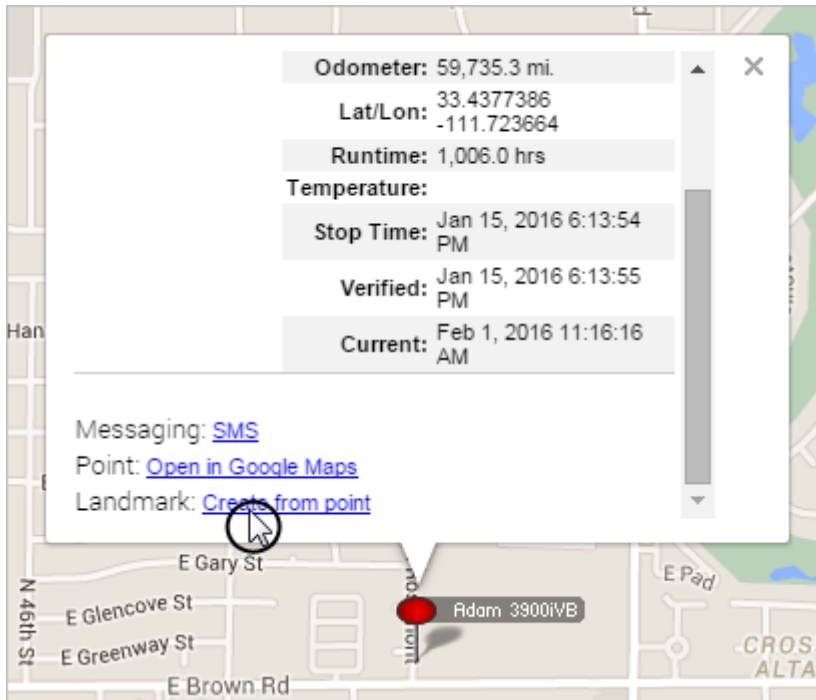 Odometer: 59,735.3 mi.
Lat/Lon: 33.4377386
-111.723664
Runtime: 1,006.0 hrs
Temperature:
Stop Time: Jan 15, 2016 6:13:54
PM
Verified: Jan 15, 2016 6:13:55
PM
Current: Feb 1, 2016 11:16:16
AM
Han
Messaging: SMS
Point: Open in Google Maps
Landmark: Create from point
E Gary St
E Pad
N 46th St
E Glencove St
Adam 3900iVB
E Greenway St
CROS
ALTA
E Brown Rd